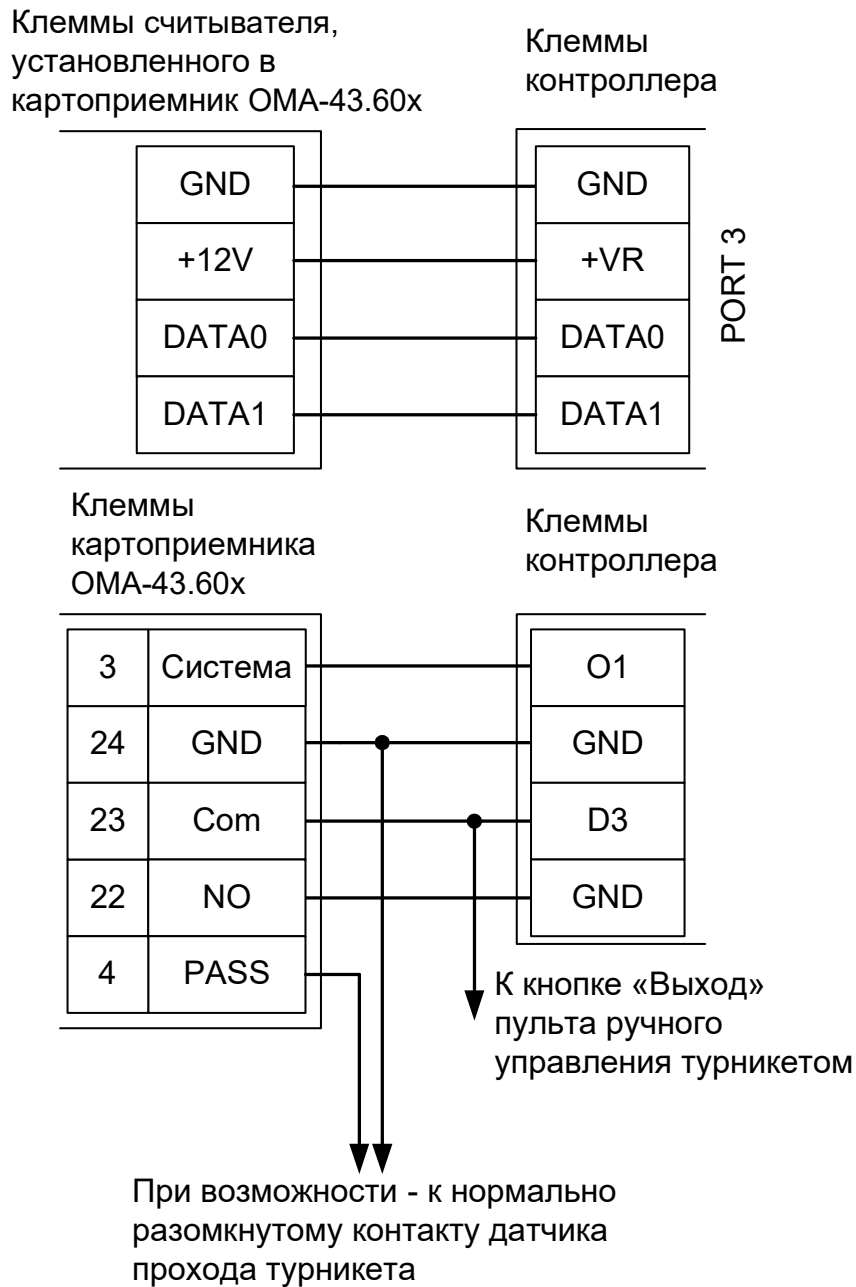 Клеммы считывателя,
установленного в
картоприемник ОМА-43.60х
Клеммы
контроллера
GND
GND
+12V
+VR
DATA0
DATA0
DATA1
DATA1
PORT 3
Клеммы
картоприемника
ОМА-43.60х
Клеммы
контроллера
3 Система
O1
24 GND
GND
23 Com
D3
22 NO
GND
4 PASS
К кнопке «Выход»
пульта ручного
управления турникетом
При возможности - к нормально
разомкнутому контакту датчика
прохода турникета